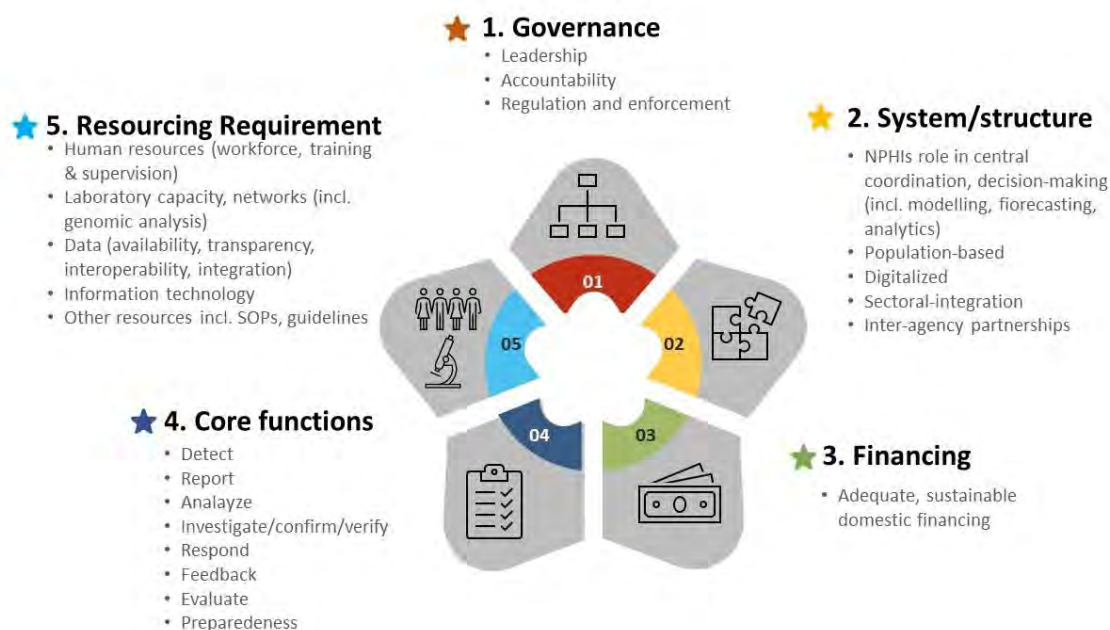 1. Governance
• Leadership
• Accountability
• Regulation and enforcement
2. System/structure
• NPHIs role in central
coordination, decision-making
(incl. modelling, fiorecasting,
analytics)
• Population-based
• Digitalized
• Sectoral-integration
• Inter-agency partnerships
3. Financing
• Adequate, sustainable
domestic financing
4. Core functions
• Detect
• Report
• Analayze
• Investigate/confirm/verify
• Respond
• Feedback
• Evaluate
• Preparedeness
5. Resourcing Requirement
• Human resources (workforce, training
& supervision)
• Laboratory capacity, networks (incl.
genomic analysis)
• Data (availability, transparency,
interoperability, integration)
• Information technology
• Other resources incl. SOPs, guidelines
01
02
03
04
05